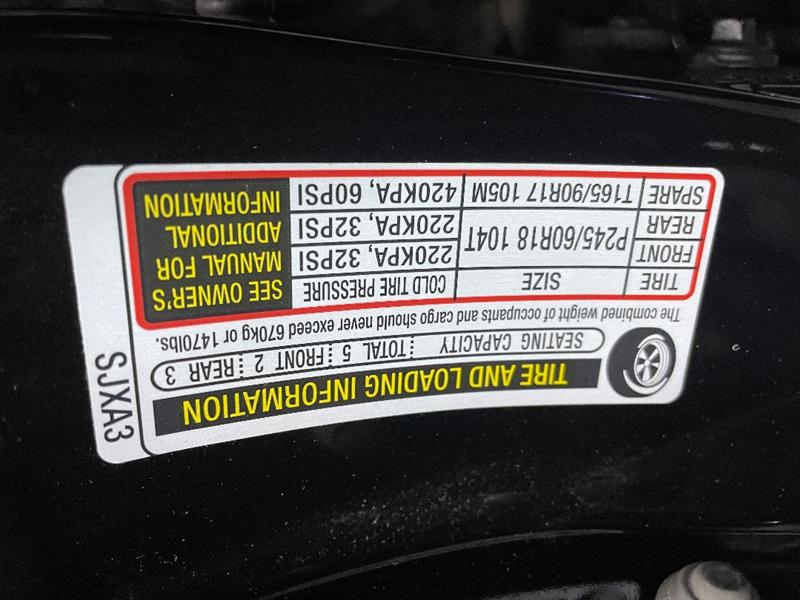 TIRE AND LOADING INFORMATION
SEATING CAPACITY TOTAL 5 FRONT 2 REAR 3
The combined weight of occupants and cargo should never exceed 670kg or 1470lbs.
TIRE SIZE COLD TIRE PRESSURE
FRONT P245/60R18 104T 220KPA, 32PSI
REAR 220KPA, 32PSI
SPARE T165/90R17 105M 420KPA, 60PSI
SEE OWNER'S
MANUAL FOR
ADDITIONAL
INFORMATION
SJXA3